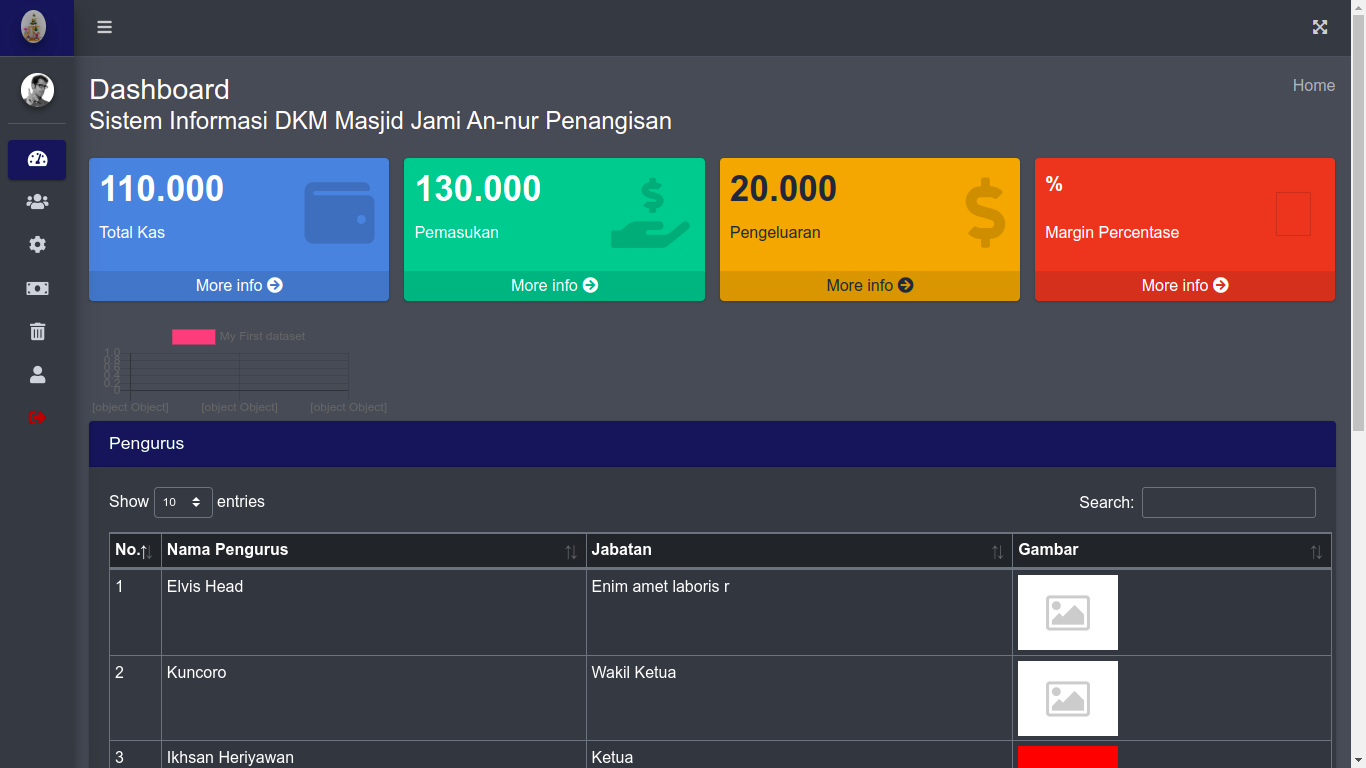 Dashboard
Home
Sistem Informasi DKM Masjid Jami An-nur Penangisan
110.000
Total Kas
More info
130.000
Pemasukan
More info
20.000
Pengeluaran
More info
%
Margin Percentase
More info
My First dataset
1.0
0.8
0.6
0.4
0.2
0
[object Object] [object Object] [object Object]
Pengurus
Show 10 entries
Search:
No. Nama Pengurus Jabatan Gambar
1 Elvis Head Enim amet laboris r
2 Kuncoro Wakil Ketua
3 Ikhsan Heriyawan Ketua